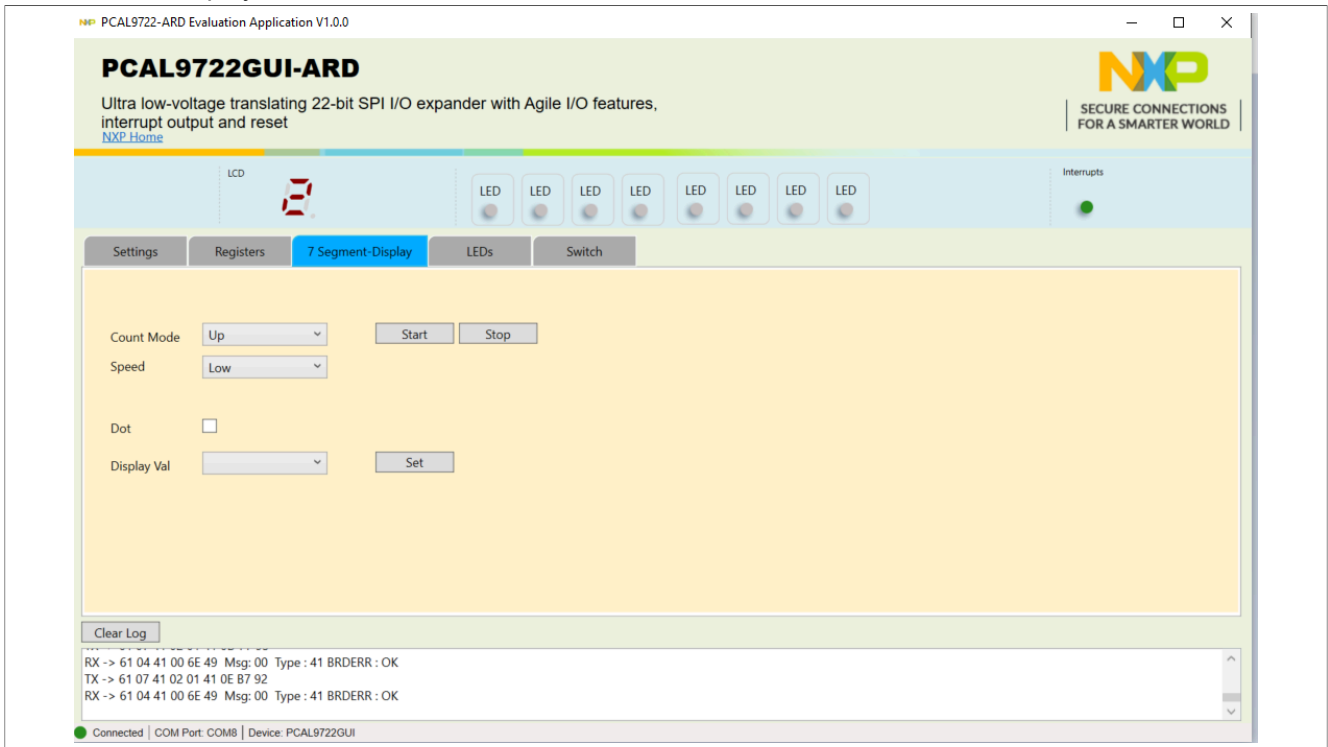 NXP PCAL9722-ARD Evaluation Application V1.0.0
PCAL9722GUI-ARD
Ultra low-voltage translating 22-bit SPI I/O expander with Agile I/O features,
interrupt output and reset
NXP Home
NXP
SECURE CONNECTIONS
FOR A SMARTER WORLD
LCD
2.
LED LED LED LED LED LED LED LED
Interrupts
Settings Registers 7 Segment-Display LEDs Switch
Count Mode Up Start Stop
Speed Low
Dot
Display Val Set
Clear Log
RX -> 61 04 41 00 6E 49 Msg: 00 Type : 41 BRDERR : OK
TX -> 61 07 41 02 01 41 0E B7 92
RX -> 61 04 41 00 6E 49 Msg: 00 Type : 41 BRDERR : OK
Connected | COM Port: COM8 | Device: PCAL9722GUI